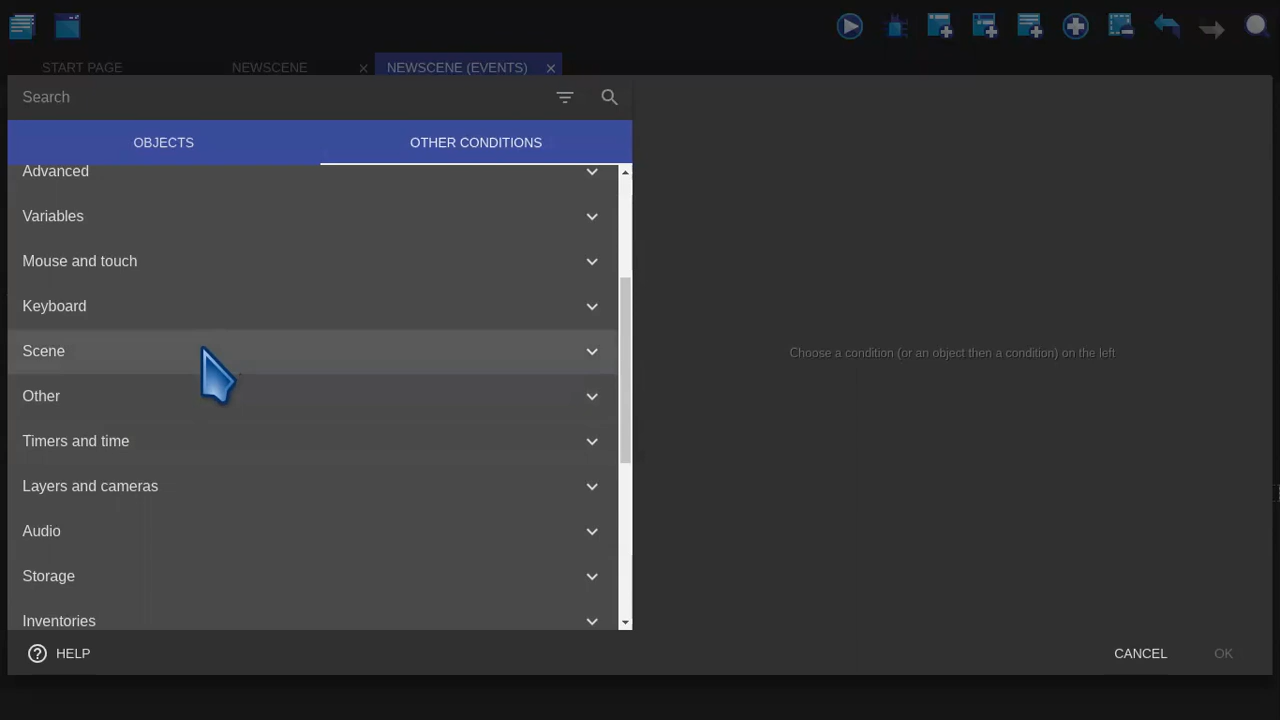 START PAGE
NEWSCENE
NEWSCENE (EVENTS)
Search
OBJECTS
OTHER CONDITIONS
Advanced
Variables
Mouse and touch
Keyboard
Scene
Other
Timers and time
Layers and cameras
Audio
Storage
Inventories
Choose a condition (or an object then a condition) on the left
HELP
CANCEL
OK